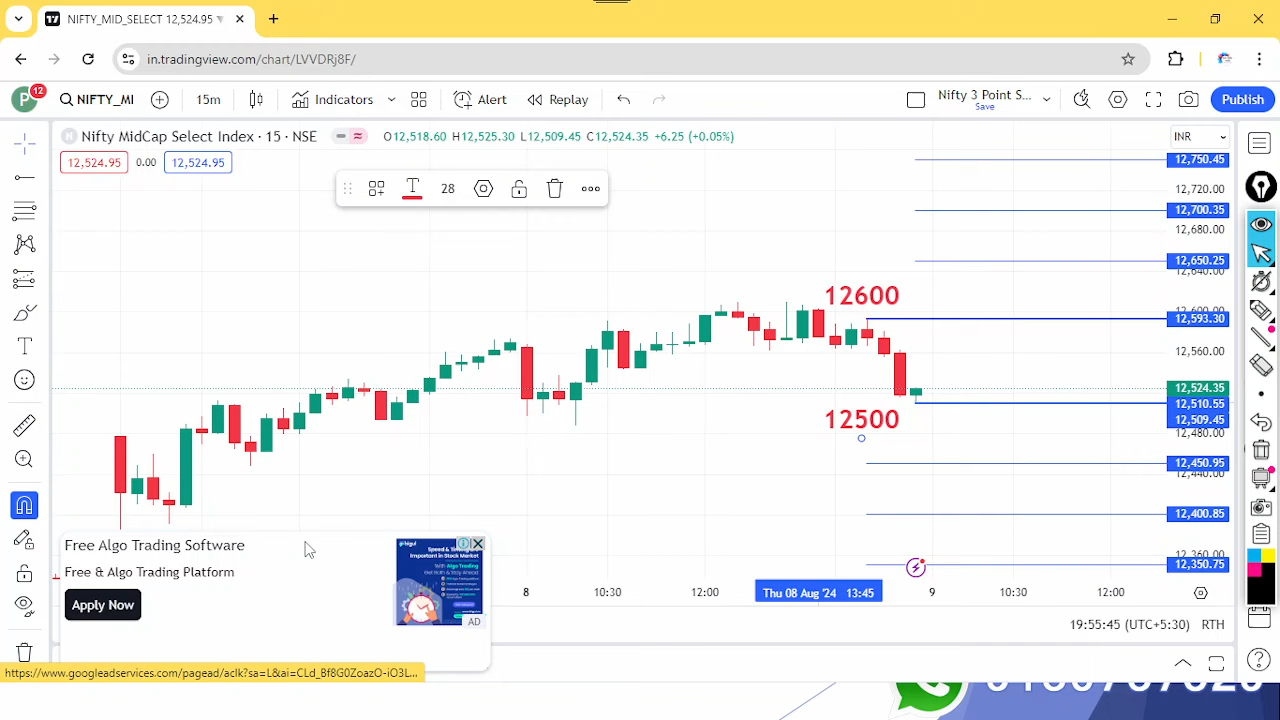 NIFTY_MID_SELECT 12,524.95 ▼
in.tradingview.com/chart/LVVDRj8F/
P 12 NIFTY_MI 15m Indicators Alert Replay Nifty 3 Point S... Save Publish
Nifty MidCap Select Index · 15 · NSE O12,518.60 H12,525.30 L12,509.45 C12,524.35 +6.25 (+0.05%) INR
12,524.95 0.00 12,524.95
12,750.45
T 28
12,720.00
12,700.35
12,680.00
12,650.25
12,640.00
12600
12,593.30
12,560.00
12,524.35
12,510.55
12500 12,509.45
12,480.00
12,450.95
12,440.00
12,400.85
12,360.00
12,350.75
Free Algo Trading Software
Free & Algo Trading Platform
Apply Now
AD
8 10:30 12:00 Thu 08 Aug '24 13:45 9 10:30 12:00
19:55:45 (UTC+5:30) RTH
https://www.googleadservices.com/pagead/aclk?sa=L&ai=CLd_Bf8G0ZoazO-iO3L...